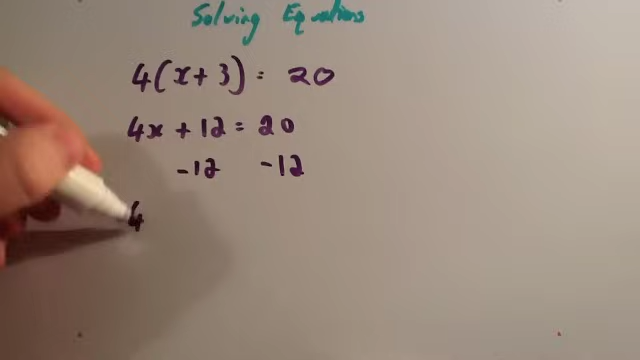 Solving Equations
4(x+3) = 20
4x + 12 = 20
-12 -12
4